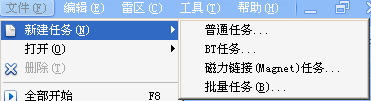 文件(F) 编辑(E) 雷区(C) 工具(T) 帮助(H)
新建任务(N)
打开(O)
删除(T)
全部开始 F8
普通任务...
BT任务...
磁力链接(Magnet)任务...
批量任务(B)...